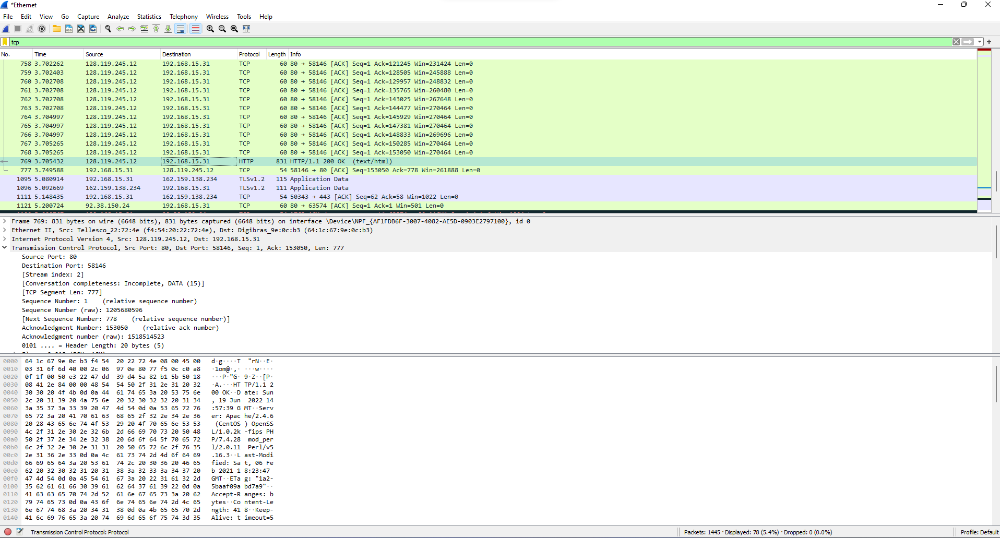 *Ethernet
File Edit View Go Capture Analyze Statistics Telephony Wireless Tools Help
tcp
No. Time Source Destination Protocol Length Info
758 3.702262 128.119.245.12 192.168.15.31 TCP 60 80 → 58146 [ACK] Seq=1 Ack=121245 Win=231424 Len=0
759 3.702403 128.119.245.12 192.168.15.31 TCP 60 80 → 58146 [ACK] Seq=1 Ack=128505 Win=245888 Len=0
760 3.702708 128.119.245.12 192.168.15.31 TCP 60 80 → 58146 [ACK] Seq=1 Ack=129957 Win=248832 Len=0
761 3.702708 128.119.245.12 192.168.15.31 TCP 60 80 → 58146 [ACK] Seq=1 Ack=135765 Win=260480 Len=0
762 3.702708 128.119.245.12 192.168.15.31 TCP 60 80 → 58146 [ACK] Seq=1 Ack=143025 Win=267648 Len=0
763 3.702708 128.119.245.12 192.168.15.31 TCP 60 80 → 58146 [ACK] Seq=1 Ack=144477 Win=270464 Len=0
764 3.704997 128.119.245.12 192.168.15.31 TCP 60 80 → 58146 [ACK] Seq=1 Ack=145929 Win=270464 Len=0
765 3.704997 128.119.245.12 192.168.15.31 TCP 60 80 → 58146 [ACK] Seq=1 Ack=147381 Win=270464 Len=0
766 3.704997 128.119.245.12 192.168.15.31 TCP 60 80 → 58146 [ACK] Seq=1 Ack=148833 Win=269696 Len=0
767 3.705265 128.119.245.12 192.168.15.31 TCP 60 80 → 58146 [ACK] Seq=1 Ack=150285 Win=270464 Len=0
768 3.705265 128.119.245.12 192.168.15.31 TCP 60 80 → 58146 [ACK] Seq=1 Ack=153050 Win=270464 Len=0
769 3.705432 128.119.245.12 192.168.15.31 HTTP 831 HTTP/1.1 200 OK (text/html)
777 3.749588 192.168.15.31 128.119.245.12 TCP 54 58146 → 80 [ACK] Seq=153050 Ack=778 Win=261888 Len=0
1095 5.080914 192.168.15.31 162.159.138.234 TLSv1.2 115 Application Data
1096 5.092669 162.159.138.234 192.168.15.31 TLSv1.2 111 Application Data
1111 5.148435 192.168.15.31 162.159.138.234 TCP 54 50343 → 443 [ACK] Seq=62 Ack=58 Win=1022 Len=0
1121 5.200724 92.38.150.24 192.168.15.31 TCP 60 80 → 63574 [ACK] Ack=1 Win=501 Len=0
Frame 769: 831 bytes on wire (6648 bits), 831 bytes captured (6648 bits) on interface \Device\NPF_{AF1FDB6F-3007-4082-AE5D-0903E2797100}, id 0
Ethernet II, Src: Tellesco_22:72:4e (f4:54:20:22:72:4e), Dst: Digibras_9e:0c:b3 (64:1c:67:9e:0c:b3)
Internet Protocol Version 4, Src: 128.119.245.12, Dst: 192.168.15.31
Transmission Control Protocol, Src Port: 80, Dst Port: 58146, Seq: 1, Ack: 153050, Len: 777
Source Port: 80
Destination Port: 58146
[Stream index: 2]
[Conversation completeness: Incomplete, DATA (15)]
[TCP Segment Len: 777]
Sequence Number: 1 (relative sequence number)
Sequence Number (raw): 1205680596
[Next Sequence Number: 778 (relative sequence number)]
Acknowledgment Number: 153050 (relative ack number)
Acknowledgment number (raw): 1518514523
0101 .... = Header Length: 20 bytes (5)
0000 64 1c 67 9e 0c b3 f4 54 20 22 72 4e 08 00 45 00 d·g····T "rN··E·
0010 03 31 6f 6d 40 00 2c 06 97 0e 80 77 f5 0c c0 a8 ·1om@·,· ···w····
0020 0f 1f 00 50 e3 22 47 dd 39 d4 5a 82 b1 5b 50 18 ···P·"G· 9·Z··[P·
0030 08 41 2e 84 00 00 48 54 54 50 2f 31 2e 31 20 32 ·A.···HT TP/1.1 2
0040 30 30 20 4f 4b 0d 0a 44 61 74 65 3a 20 53 75 6e 00 OK··D ate: Sun
0050 2c 20 31 39 20 4a 75 6e 20 32 30 32 32 20 31 34 , 19 Jun 2022 14
0060 3a 35 37 3a 33 39 20 47 4d 54 0d 0a 53 65 72 76 :57:39 G MT··Serv
0070 65 72 3a 20 41 70 61 63 68 65 2f 32 2e 34 2e 36 er: Apac he/2.4.6
0080 20 28 43 65 6e 74 4f 53 29 20 4f 70 65 6e 53 53 (CentOS ) OpenSS
0090 4c 2f 31 2e 30 2e 32 6b 2d 66 69 70 73 20 50 48 L/1.0.2k -fips PH
00a0 50 2f 37 2e 34 2e 32 38 20 6d 6f 64 5f 70 65 72 P/7.4.28 mod_per
00b0 6c 2f 32 2e 30 2e 31 31 20 50 65 72 6c 2f 76 35 l/2.0.11 Perl/v5
00c0 2e 31 36 2e 33 0d 0a 4c 61 73 74 2d 4d 6f 64 69 .16.3··L ast-Modi
00d0 66 69 65 64 3a 20 53 61 74 2c 20 30 36 20 46 65 fied: Sa t, 06 Fe
00e0 62 20 32 30 32 31 20 31 38 3a 32 33 3a 34 37 20 b 2021 1 8:23:47
00f0 47 4d 54 0d 0a 45 54 61 67 3a 20 22 31 61 32 2d GMT··ETa g: "1a2-
0100 35 62 61 61 66 30 39 61 62 64 37 61 39 22 0d 0a 5baaf09a bd7a9"··
0110 41 63 63 65 70 74 2d 52 61 6e 67 65 73 3a 20 62 Accept-R anges: b
0120 79 74 65 73 0d 0a 43 6f 6e 74 65 6e 74 2d 4c 65 ytes··Co ntent-Le
0130 6e 67 74 68 3a 20 34 31 38 0d 0a 4b 65 65 70 2d ngth: 41 8··Keep-
0140 41 6c 69 76 65 3a 20 74 69 6d 65 6f 75 74 3d 35 Alive: t imeout=5
Transmission Control Protocol: Protocol
Packets: 1445 · Displayed: 78 (5.4%) · Dropped: 0 (0.0%)
Profile: Default